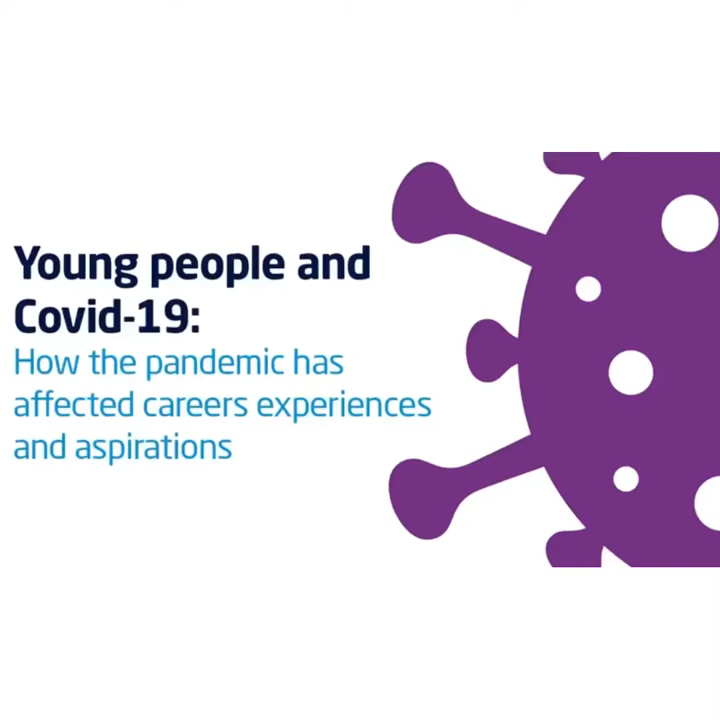 Young people and
Covid-19:
How the pandemic has
affected careers experiences
and aspirations